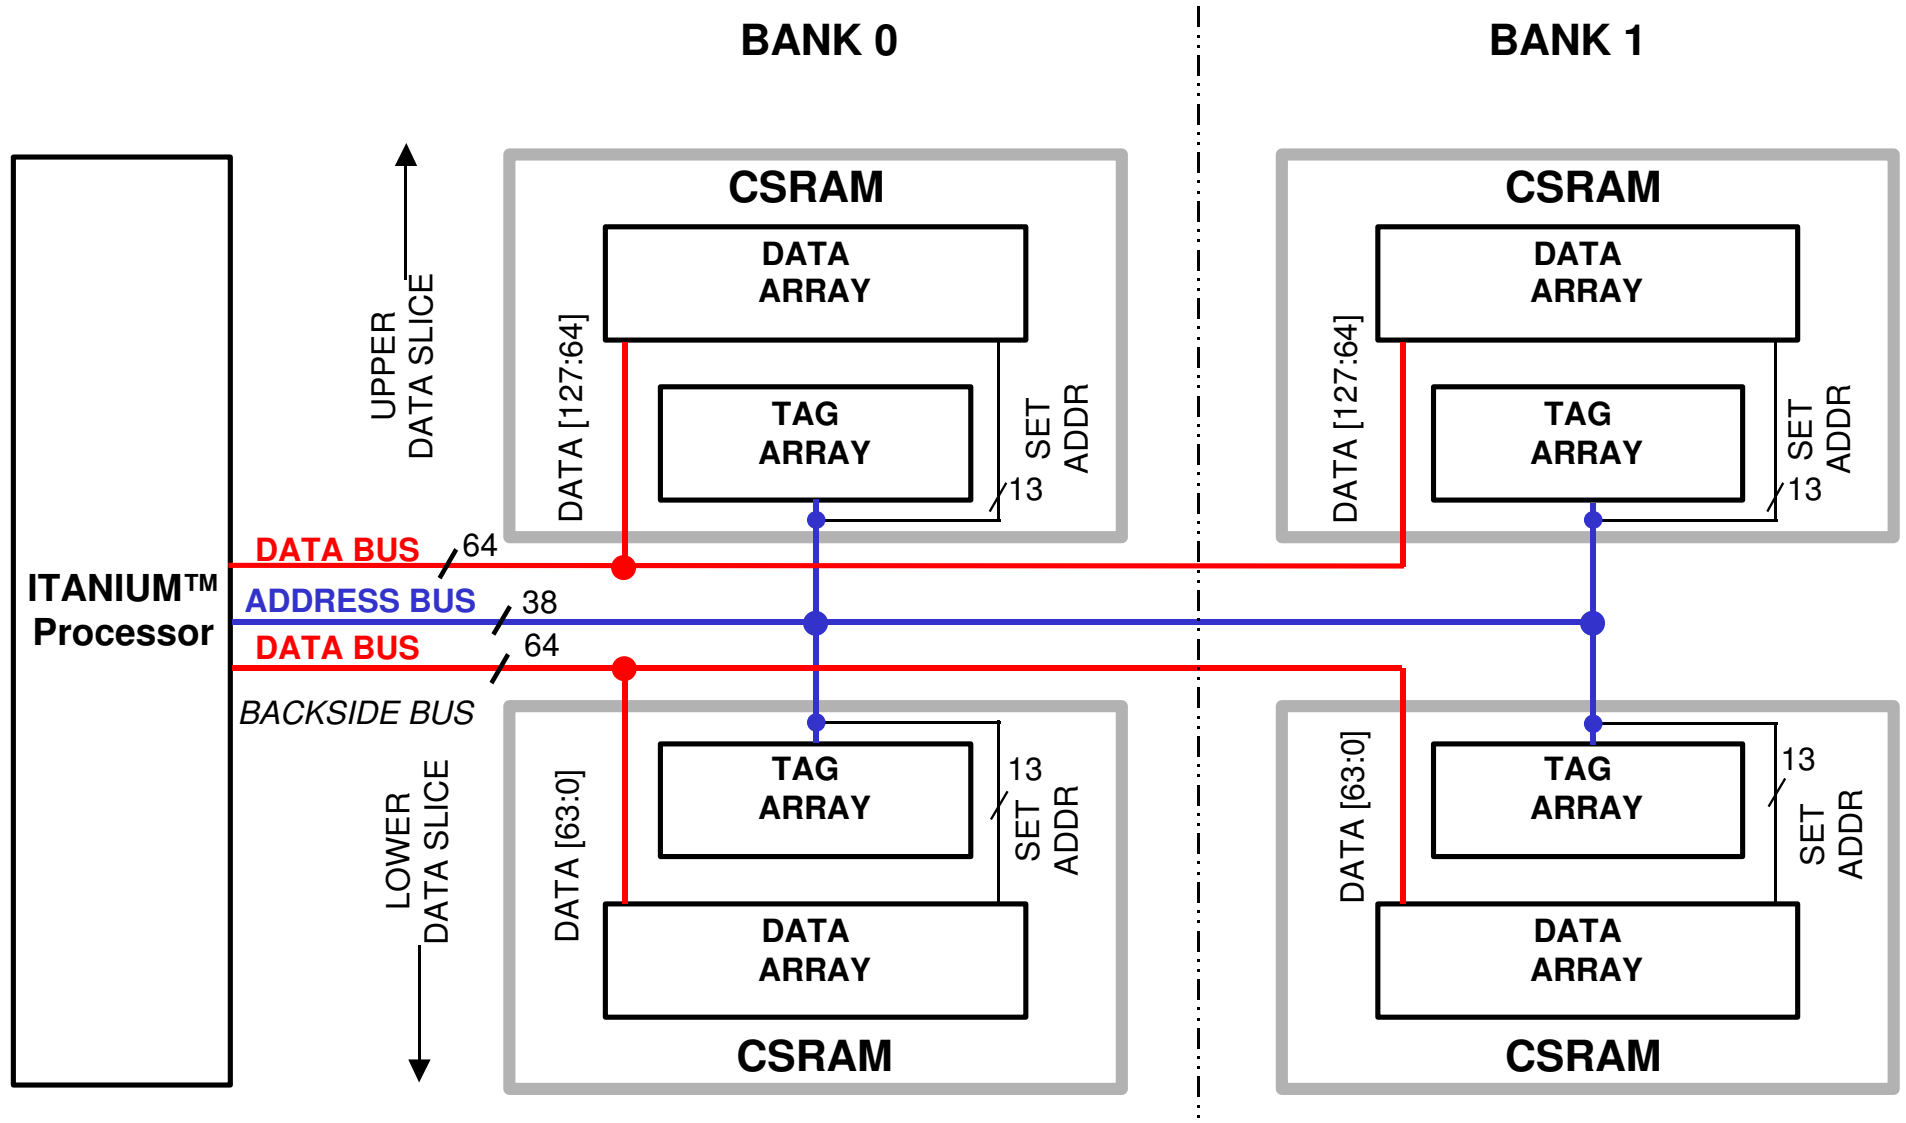 BANK 0
BANK 1
CSRAM
DATA
ARRAY
DATA [127:64]
TAG
ARRAY
SET
ADDR
13
CSRAM
DATA
ARRAY
DATA [127:64]
TAG
ARRAY
SET
ADDR
13
UPPER
DATA SLICE
ITANIUM™
Processor
DATA BUS
64
ADDRESS BUS
38
DATA BUS
64
BACKSIDE BUS
LOWER
DATA SLICE
DATA [63:0]
TAG
ARRAY
13
SET
ADDR
DATA
ARRAY
CSRAM
DATA [63:0]
TAG
ARRAY
13
SET
ADDR
DATA
ARRAY
CSRAM